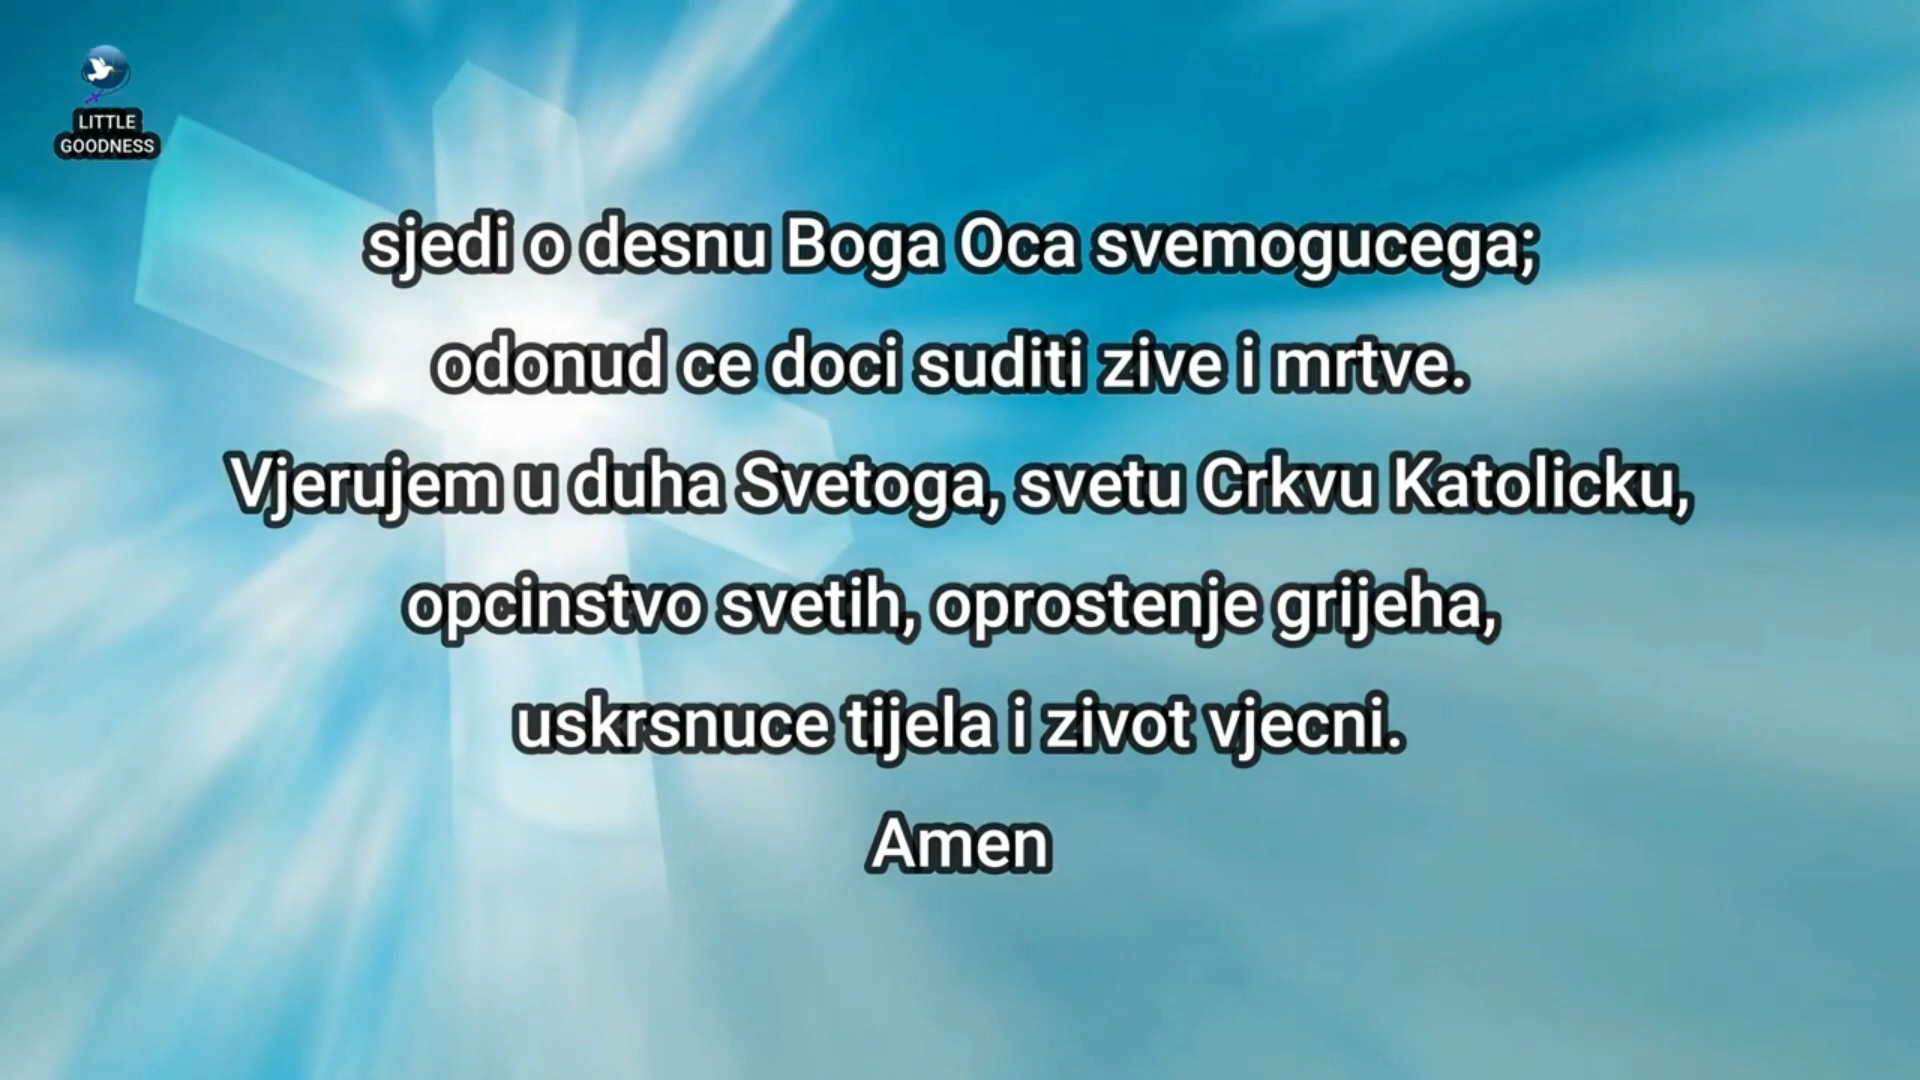 LITTLE
GOODNESS
sjedi o desnu Boga Oca svemogucega;
odonud ce doci suditi zive i mrtve.
Vjerujem u duha Svetoga, svetu Crkvu Katolicku,
opcinstvo svetih, oprostenje grijeha,
uskrsnuce tijela i zivot vjecni.
Amen